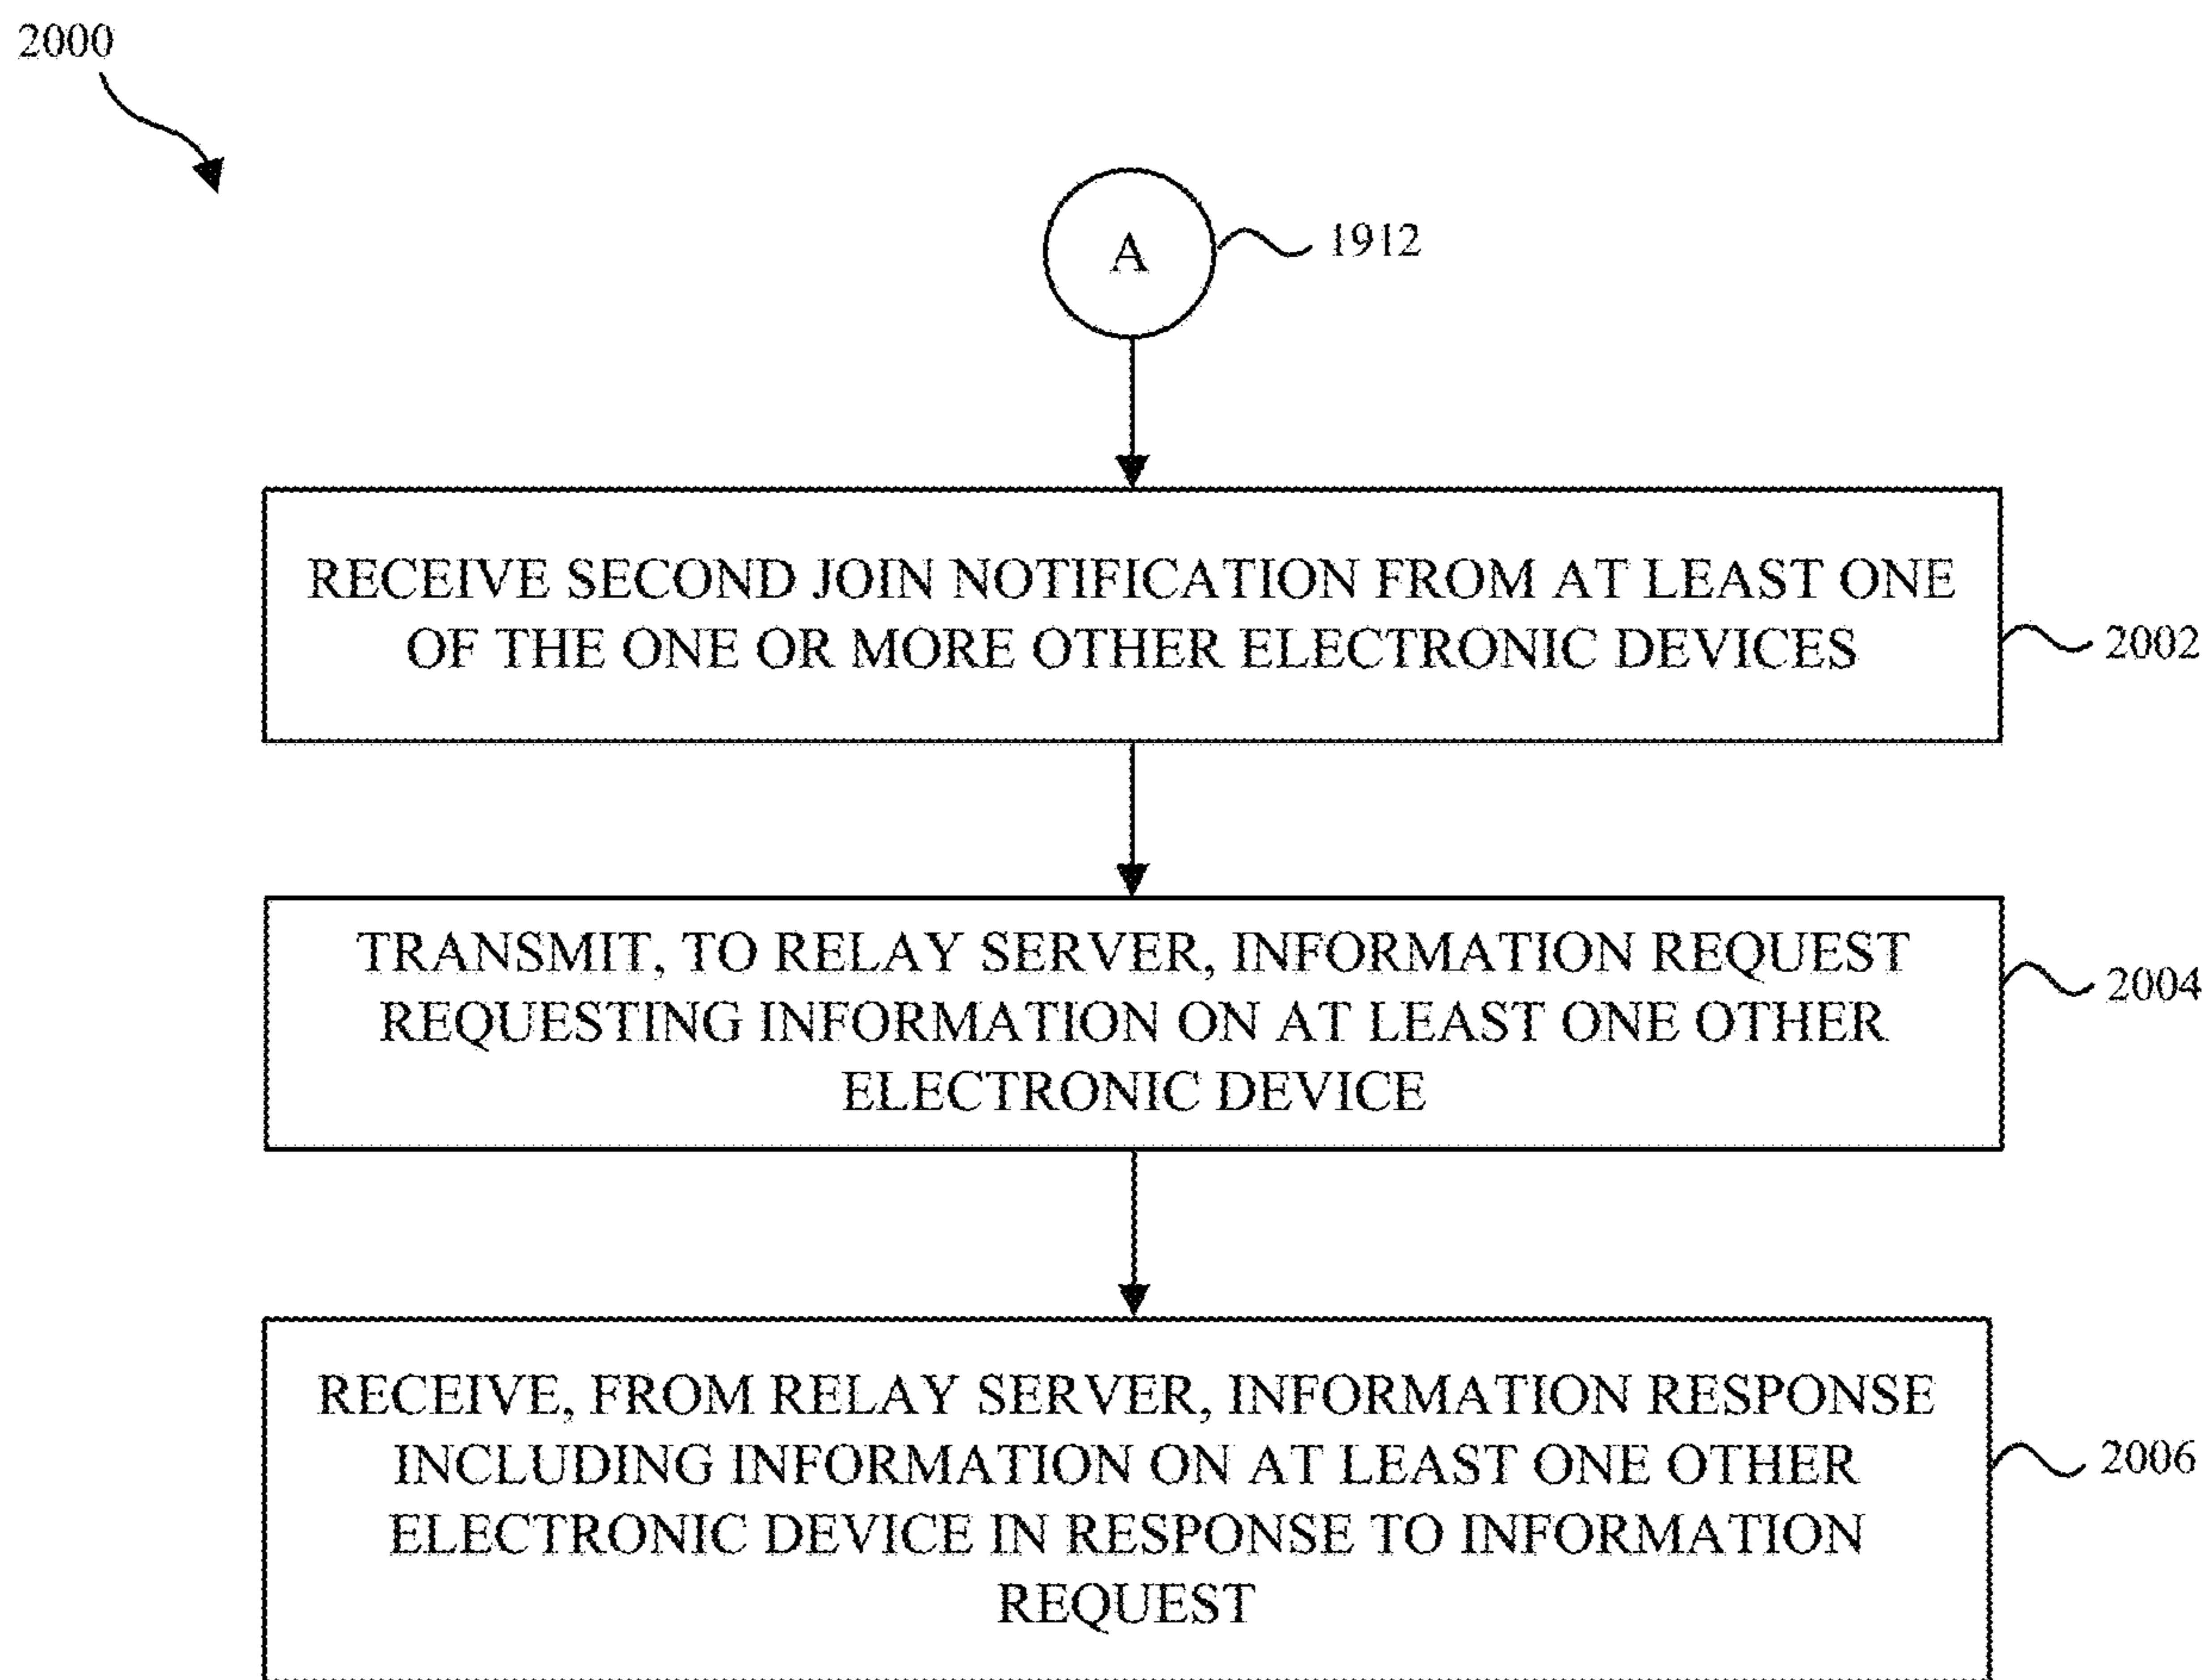 2000
A
1912
RECEIVE SECOND JOIN NOTIFICATION FROM AT LEAST ONE
OF THE ONE OR MORE OTHER ELECTRONIC DEVICES
2002
TRANSMIT, TO RELAY SERVER, INFORMATION REQUEST
REQUESTING INFORMATION ON AT LEAST ONE OTHER
ELECTRONIC DEVICE
2004
RECEIVE, FROM RELAY SERVER, INFORMATION RESPONSE
INCLUDING INFORMATION ON AT LEAST ONE OTHER
ELECTRONIC DEVICE IN RESPONSE TO INFORMATION
REQUEST
2006